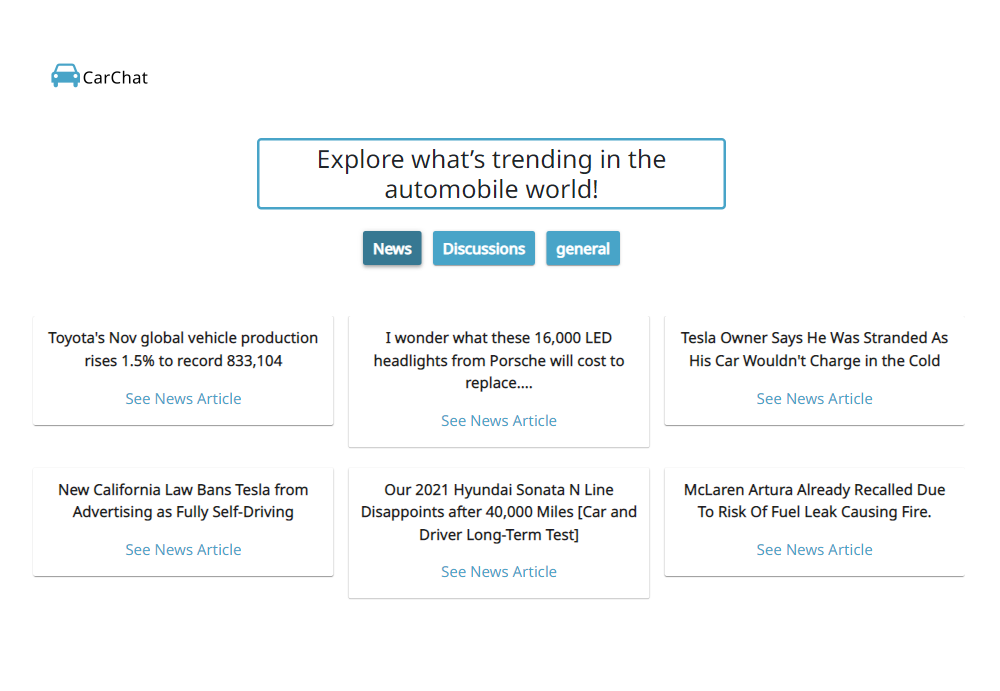 CarChat
Explore what’s trending in the
automobile world!
News
Discussions
general
Toyota's Nov global vehicle production
rises 1.5% to record 833,104
See News Article
I wonder what these 16,000 LED
headlights from Porsche will cost to
replace....
See News Article
Tesla Owner Says He Was Stranded As
His Car Wouldn't Charge in the Cold
See News Article
New California Law Bans Tesla from
Advertising as Fully Self-Driving
See News Article
Our 2021 Hyundai Sonata N Line
Disappoints after 40,000 Miles [Car and
Driver Long-Term Test]
See News Article
McLaren Artura Already Recalled Due
To Risk Of Fuel Leak Causing Fire.
See News Article